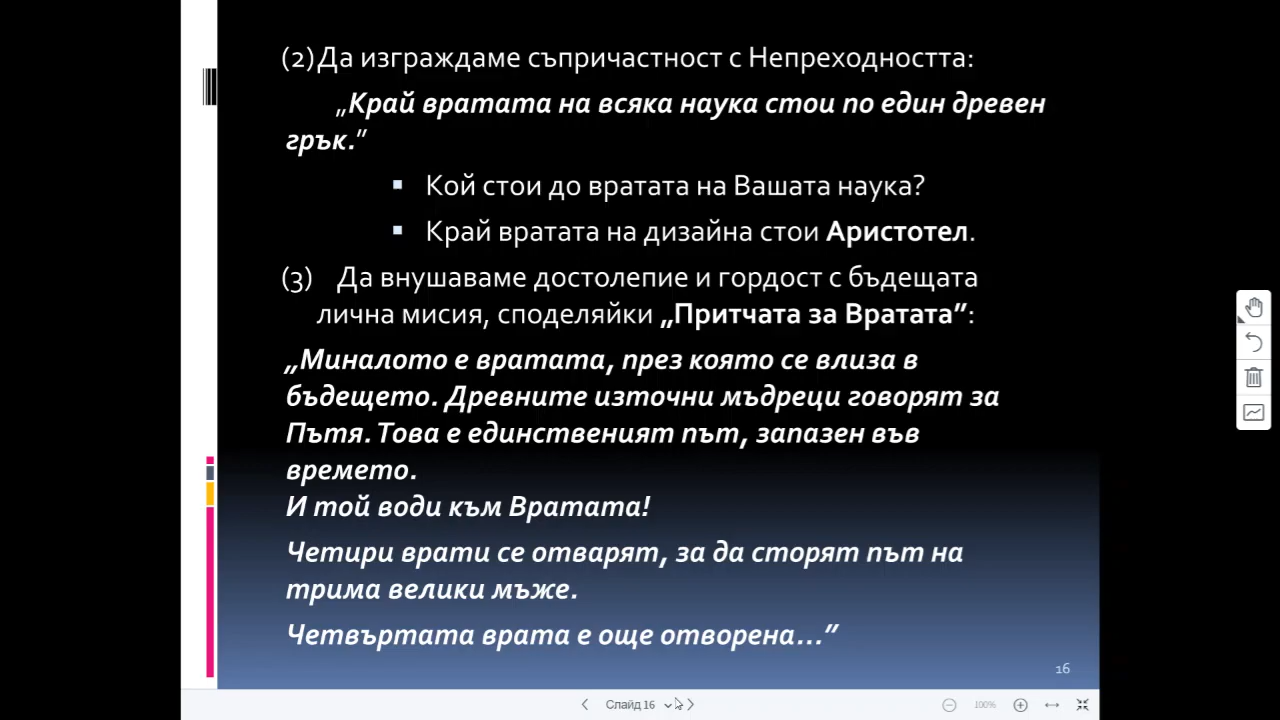 (2) Да изграждаме съпричастност с Непреходността:
„Край вратата на всяка наука стои по един древен
грък.”
Кой стои до вратата на Вашата наука?
Край вратата на дизайна стои Аристотел.
(3) Да внушаваме достолепие и гордост с бъдещата
лична мисия, споделяйки „Притчата за Вратата”:
„Миналото е вратата, през която се влиза в
бъдещето. Древните източни мъдреци говорят за
Пътя. Това е единственият път, запазен във
времето.
И той води към Вратата!
Четири врати се отварят, за да сторят път на
трима велики мъже.
Четвъртата врата е още отворена...”
16
Слайд 16
100%